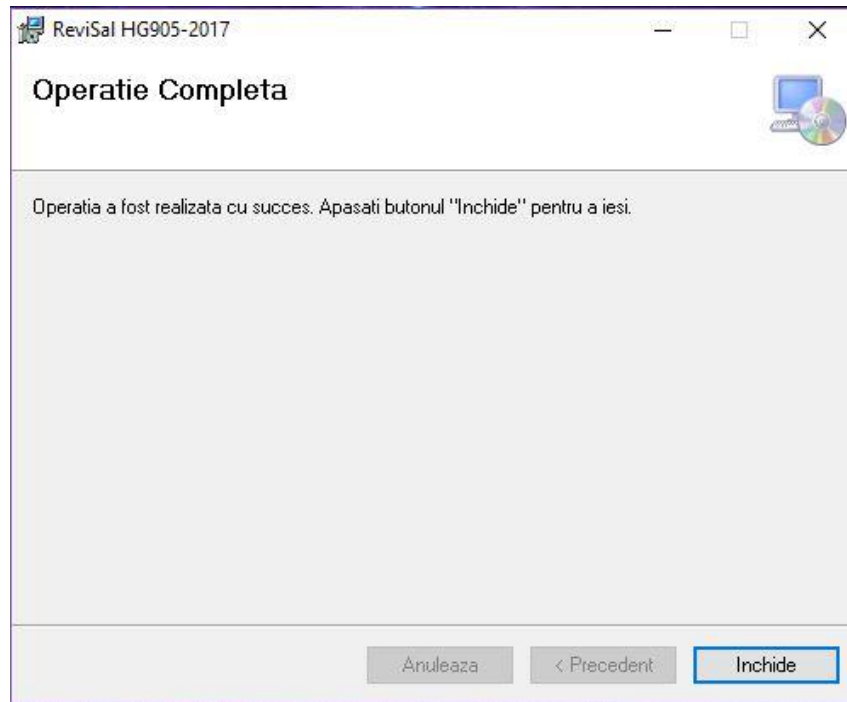 ReviSal HG905-2017
Operatie Completa
Operatia a fost realizata cu succes. Apasati butonul "Inchide" pentru a iesi.
Anuleaza
< Precedent
Inchide